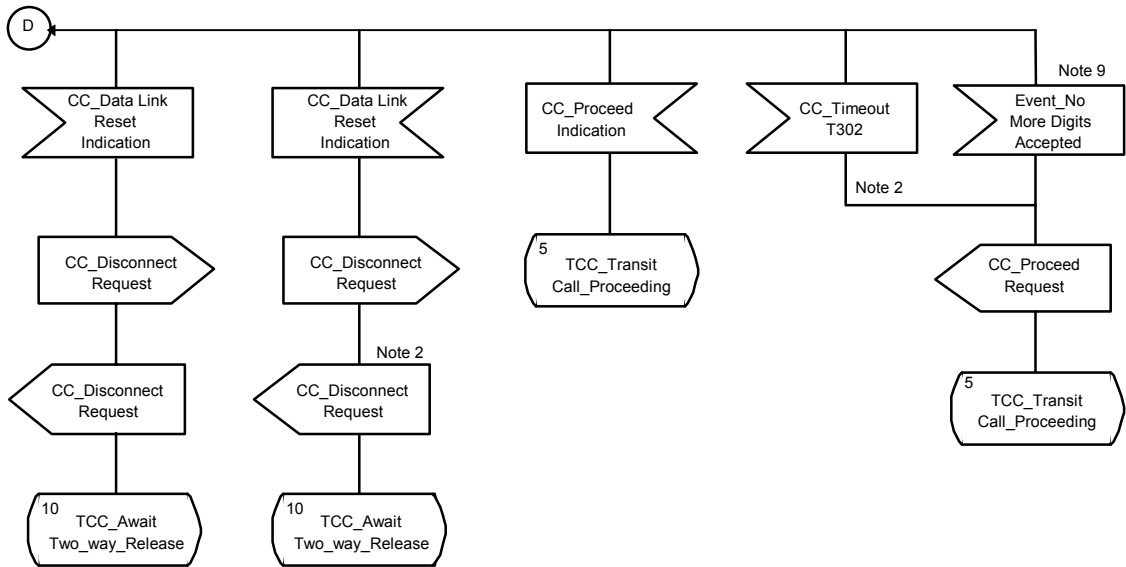 D
Note 9
CC_Data Link
Reset
Indication
CC_Data Link
Reset
Indication
CC_Proceed
Indication
CC_Timeout
T302
Event_No
More Digits
Accepted
Note 2
CC_Disconnect
Request
CC_Disconnect
Request
5
TCC_Transit
Call_Proceeding
CC_Proceed
Request
Note 2
CC_Disconnect
Request
CC_Disconnect
Request
5
TCC_Transit
Call_Proceeding
10
TCC_Await
Two_way_Release
10
TCC_Await
Two_way_Release